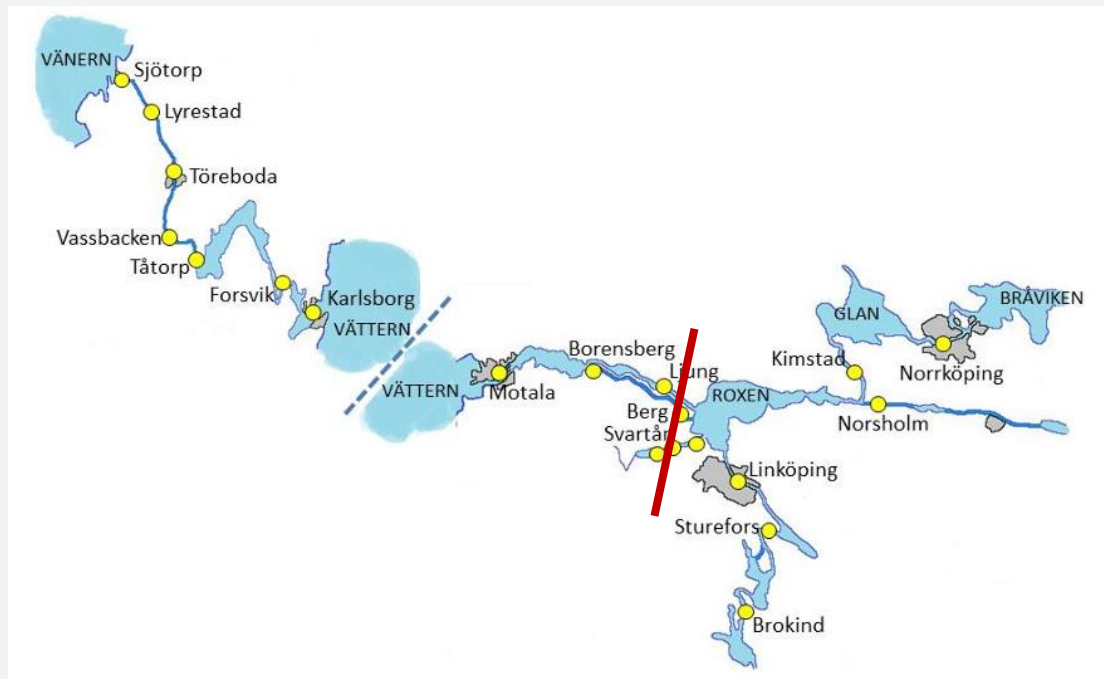 VÄNERN
Sjötorp
Lyrestad
Töreboda
Vassbacken
Tåtorp
Forsvik
Karlsborg
VÄTTERN
VÄTTERN
Motala
Borensberg
Ljung
Berg
Svartån
ROXEN
Linköping
Sturefors
Brokind
GLAN
BRÅVIKEN
Kimstad
Norrköping
Norsholm